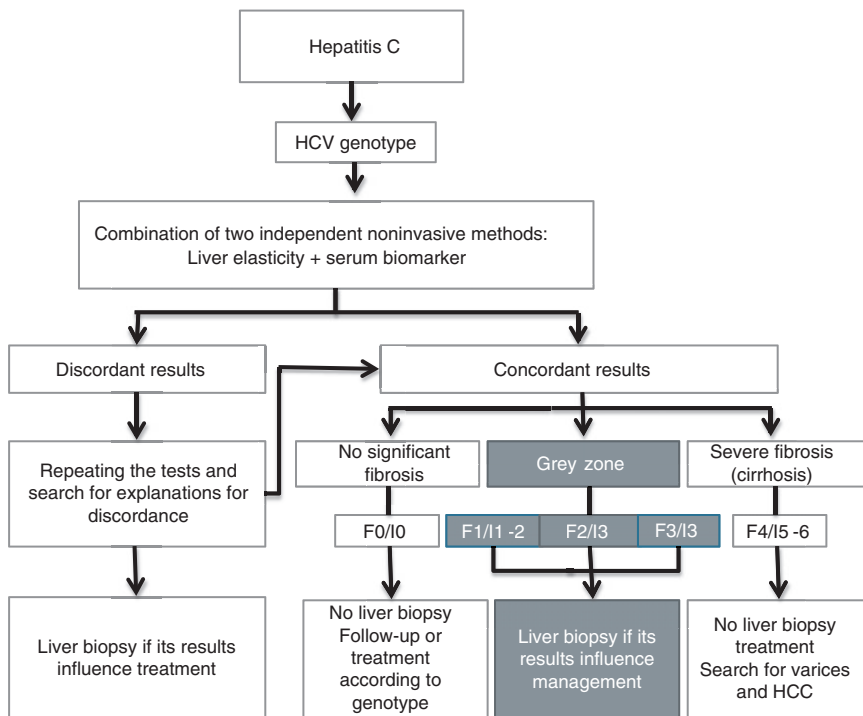 Hepatitis C
HCV genotype
Combination of two independent noninvasive methods:
Liver elasticity + serum biomarker
Discordant results
Concordant results
Repeating the tests and
search for explanations for
discordance
No significant
fibrosis
Grey zone
Severe fibrosis
(cirrhosis)
F0/I0
F1/I1 -2
F2/I3
F3/I3
F4/I5 -6
Liver biopsy if its results
influence treatment
No liver biopsy
Follow-up or
treatment
according to
genotype
Liver biopsy if its
results influence
management
No liver biopsy
treatment
Search for varices
and HCC